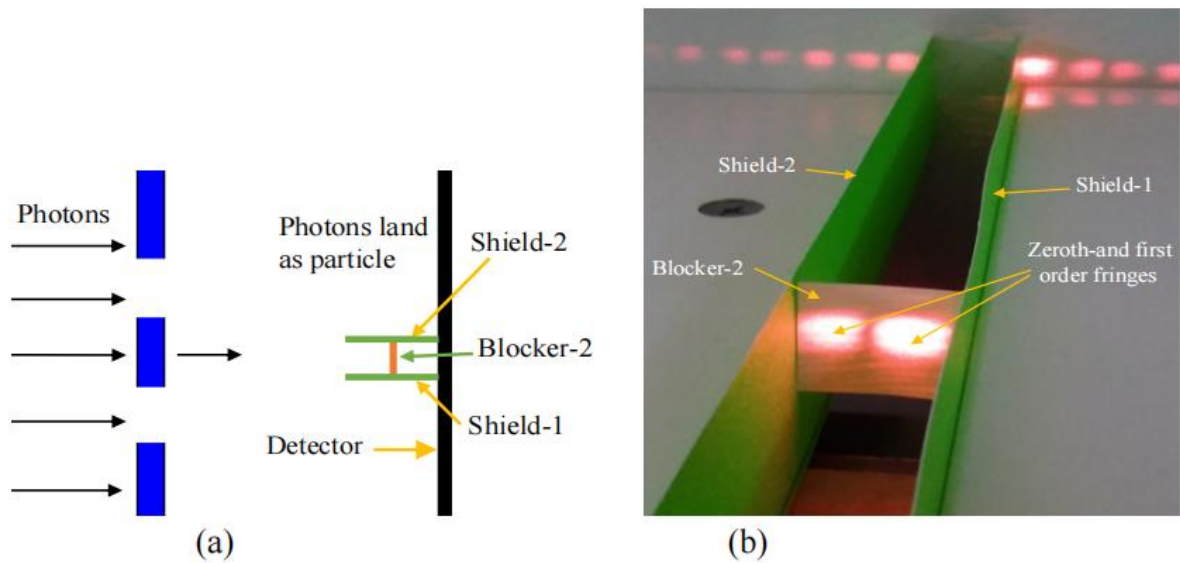 Photons
Photons land
as particle
Shield-2
Blocker-2
Shield-1
Detector
(a)
Shield-2
Shield-1
Blocker-2
Zeroth-and first
order fringes
(b)